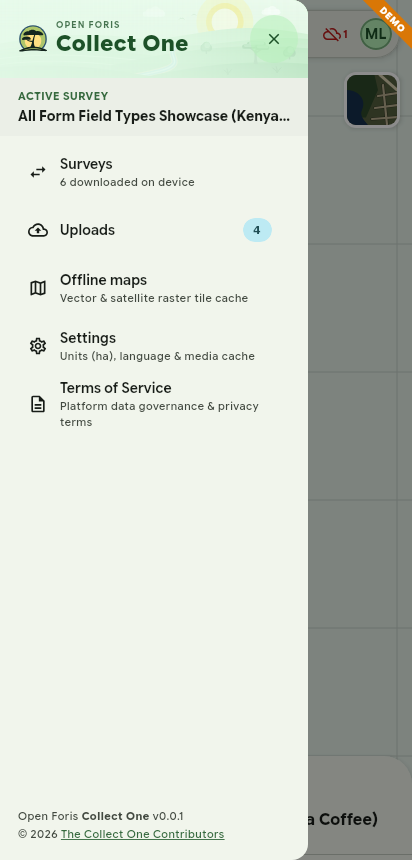 OPEN FORIS
Collect One
1
ML
DEMO
ACTIVE SURVEY
All Form Field Types Showcase (Kenya...
Surveys
6 downloaded on device
Uploads
4
Offline maps
Vector & satellite raster tile cache
Settings
Units (ha), language & media cache
Terms of Service
Platform data governance & privacy
terms
a Coffee)
Open Foris Collect One v0.0.1
© 2026 The Collect One Contributors